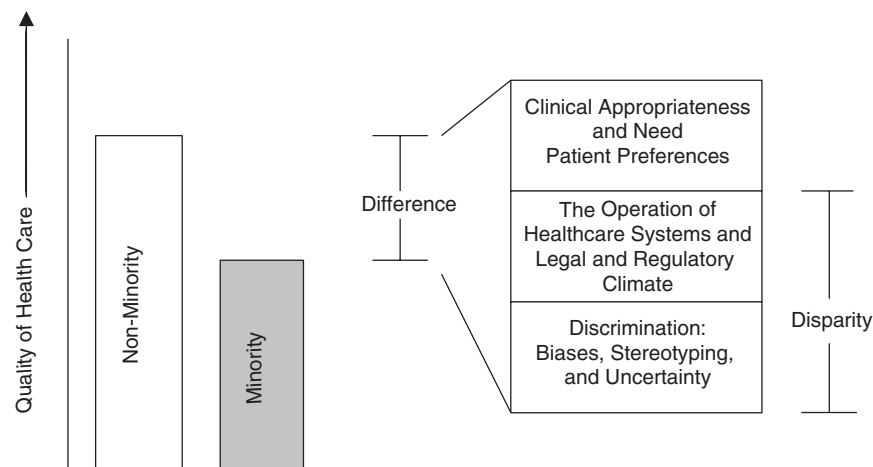 Quality of Health Care
Non-Minority
Minority
Difference
Clinical Appropriateness
and Need
Patient Preferences
The Operation of
Healthcare Systems and
Legal and Regulatory
Climate
Discrimination:
Biases, Stereotyping,
and Uncertainty
Disparity